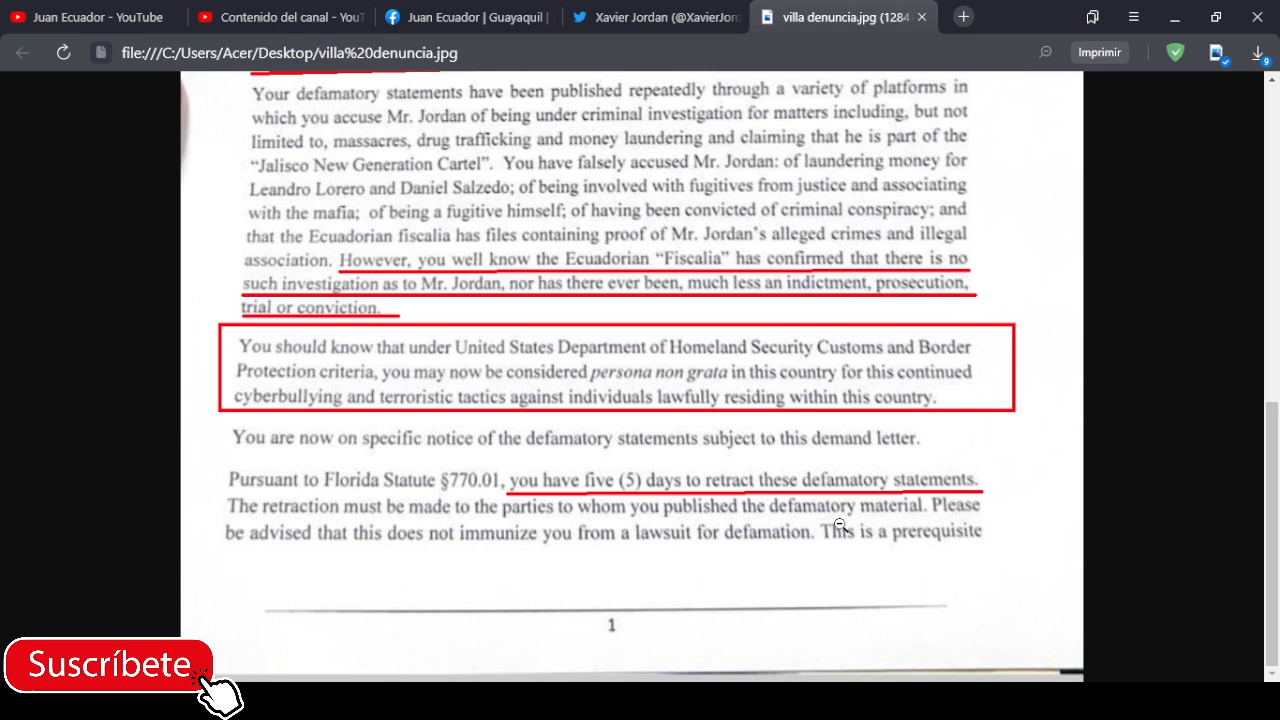 Juan Ecuador - YouTube
Contenido del canal - YouT
Juan Ecuador | Guayaquil |
Xavier Jordan (@XavierJord
villa denuncia.jpg (1284
file:///C:/Users/Acer/Desktop/villa%20denuncia.jpg
Imprimir
9
Your defamatory statements have been published repeatedly through a variety of platforms in
which you accuse Mr. Jordan of being under criminal investigation for matters including, but not
limited to, massacres, drug trafficking and money laundering and claiming that he is part of the
“Jalisco New Generation Cartel”. You have falsely accused Mr. Jordan: of laundering money for
Leandro Lorero and Daniel Salzedo; of being involved with fugitives from justice and associating
with the mafia; of being a fugitive himself; of having been convicted of criminal conspiracy; and
that the Ecuadorian fiscalia has files containing proof of Mr. Jordan’s alleged crimes and illegal
association. However, you well know the Ecuadorian “Fiscalia” has confirmed that there is no
such investigation as to Mr. Jordan, nor has there ever been, much less an indictment, prosecution,
trial or conviction.
You should know that under United States Department of Homeland Security Customs and Border
Protection criteria, you may now be considered persona non grata in this country for this continued
cyberbullying and terroristic tactics against individuals lawfully residing within this country.
You are now on specific notice of the defamatory statements subject to this demand letter.
Pursuant to Florida Statute §770.01, you have five (5) days to retract these defamatory statements.
The retraction must be made to the parties to whom you published the defamatory material. Please
be advised that this does not immunize you from a lawsuit for defamation. This is a prerequisite
1
Suscríbete